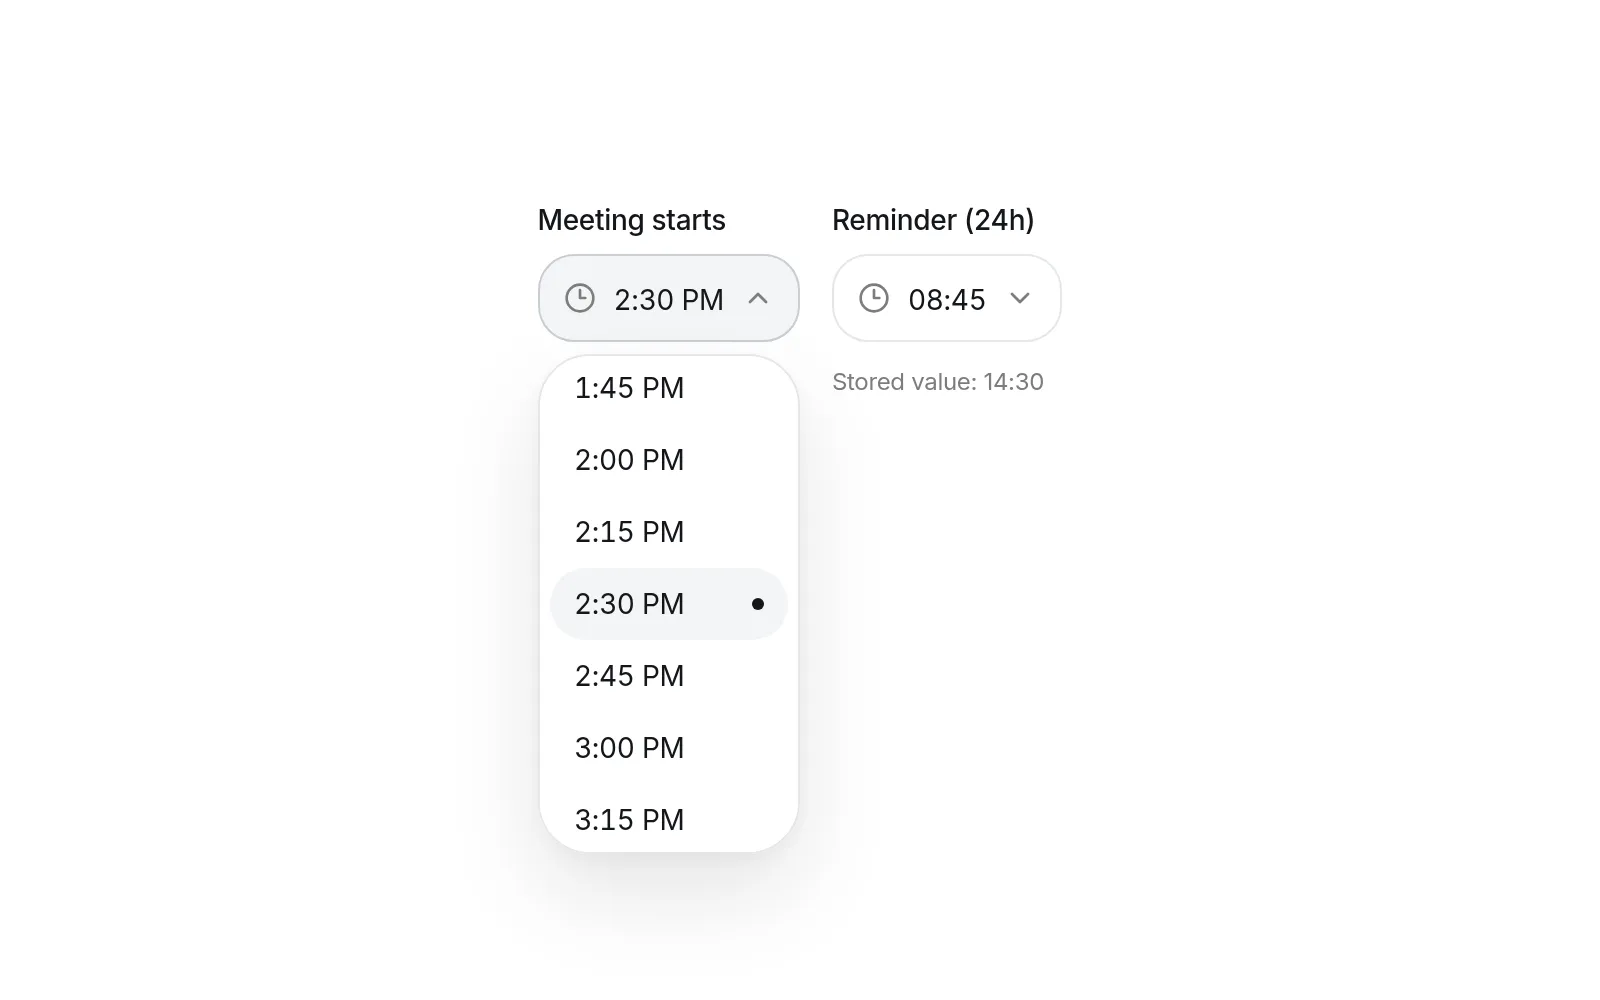 Meeting starts
2:30 PM
1:45 PM
2:00 PM
2:15 PM
2:30 PM
2:45 PM
3:00 PM
3:15 PM
Reminder (24h)
08:45
Stored value: 14:30